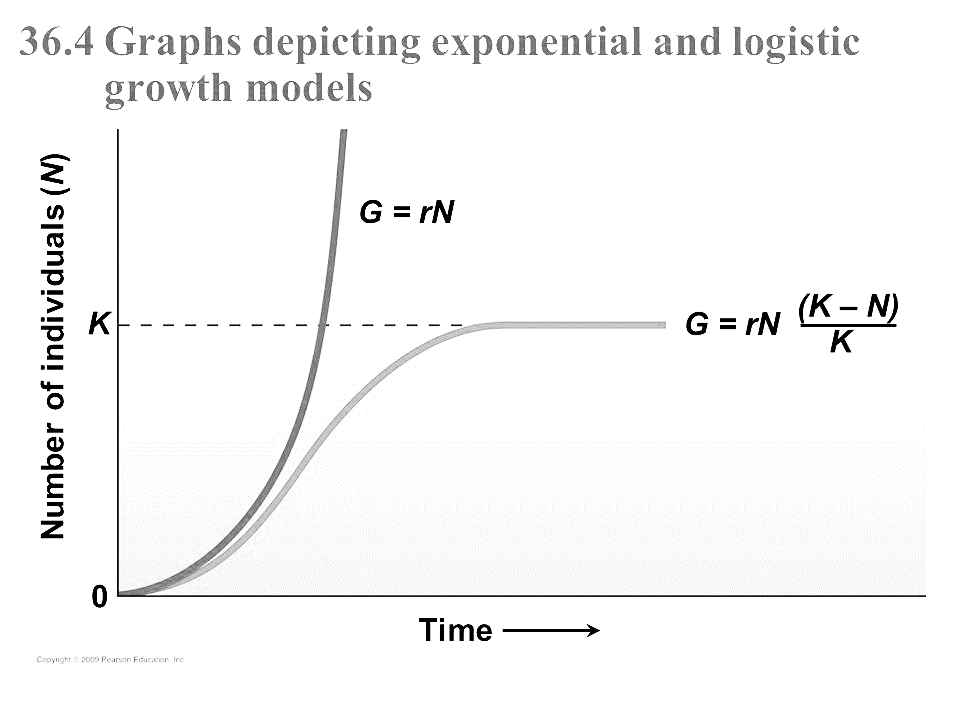 36.4 Graphs depicting exponential and logistic
growth models
Number of individuals (N)
G = rN
K
G = rN (K – N)
K
0
Time
Copyright © 2009 Pearson Education, Inc